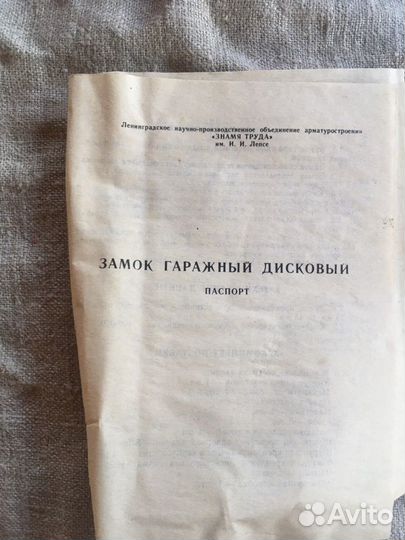 Ленинградское научно-производственное объединение арматуростроения
«ЗНАМЯ ТРУДА»
им. И. И. Лепсе
ЗАМОК ГАРАЖНЫЙ ДИСКОВЫЙ
ПАСПОРТ
Avito